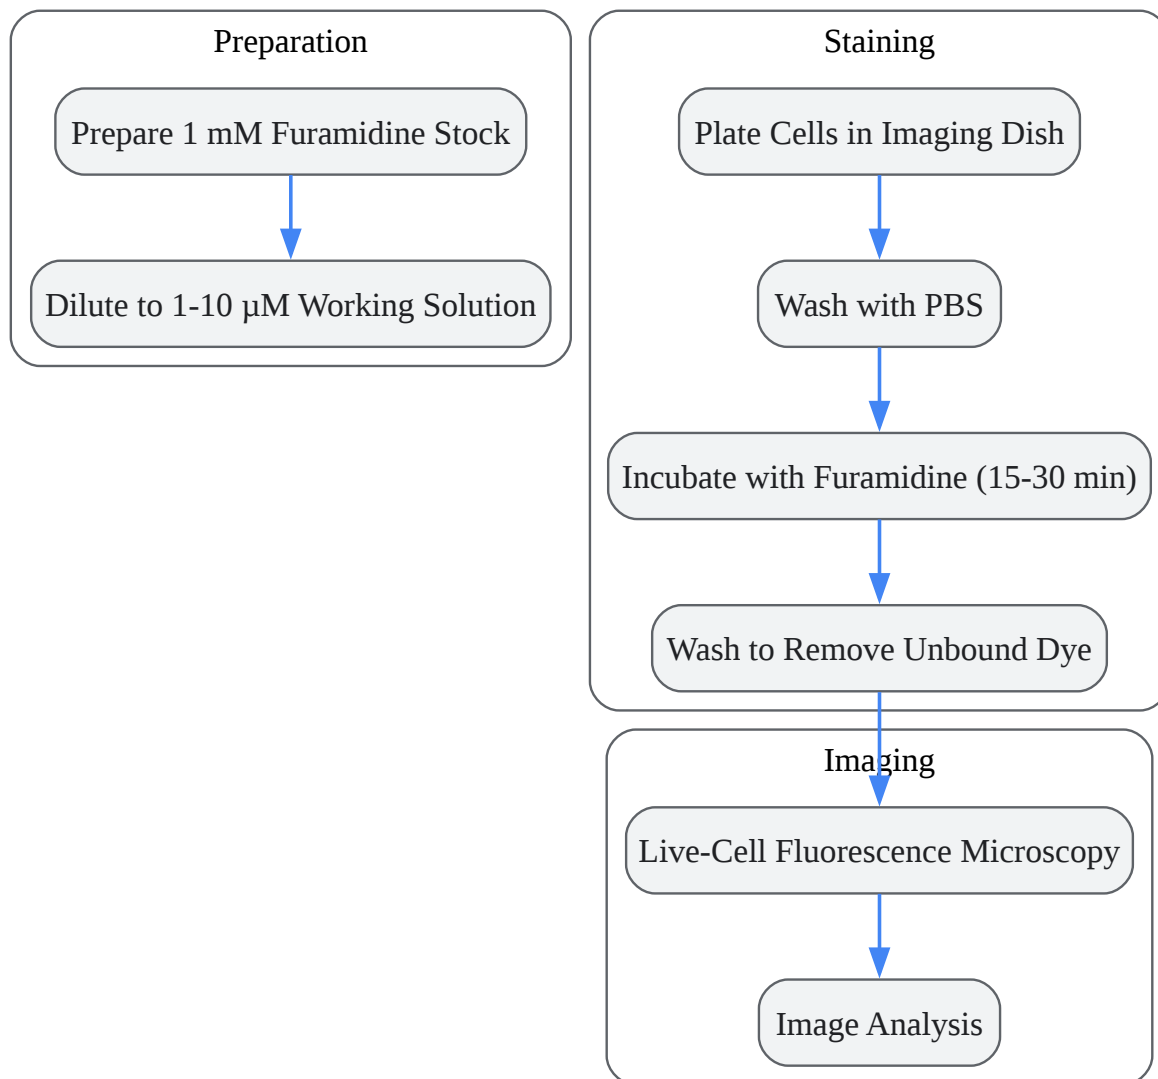 Preparation
Prepare 1 mM Furamidine Stock
Dilute to 1-10 µM Working Solution
Staining
Plate Cells in Imaging Dish
Wash with PBS
Incubate with Furamidine (15-30 min)
Wash to Remove Unbound Dye
Imaging
Live-Cell Fluorescence Microscopy
Image Analysis